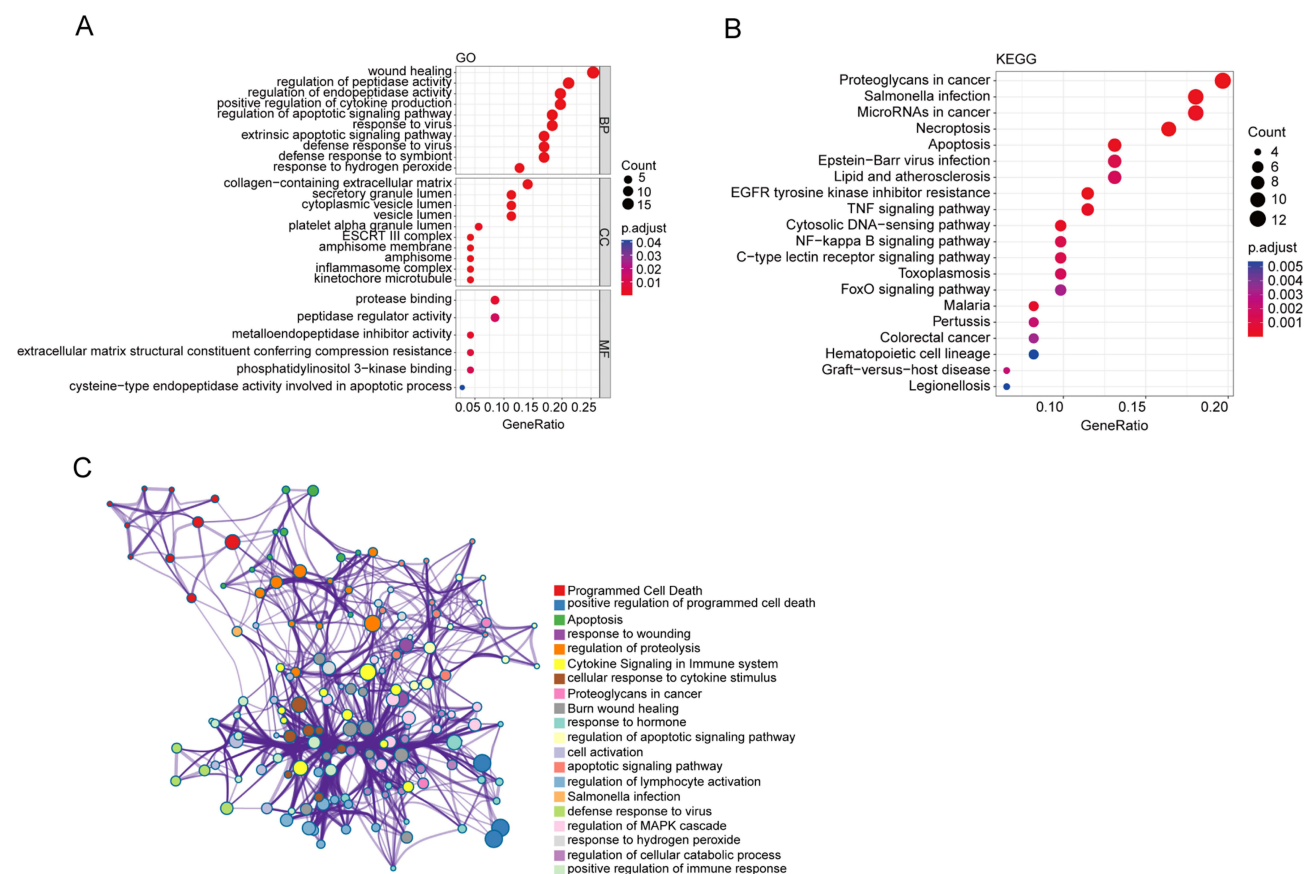 A
GO
wound healing
regulation of peptidase activity
regulation of endopeptidase activity
positive regulation of cytokine production
regulation of apoptotic signaling pathway
response to virus
extrinsic apoptotic signaling pathway
defense response to virus
defense response to symbiont
response to hydrogen peroxide
BP
collagen−containing extracellular matrix
secretory granule lumen
cytoplasmic vesicle lumen
vesicle lumen
platelet alpha granule lumen
ESCRT III complex
amphisome membrane
amphisome
inflammasome complex
kinetochore microtubule
CC
protease binding
peptidase regulator activity
metalloendopeptidase inhibitor activity
extracellular matrix structural constituent conferring compression resistance
phosphatidylinositol 3−kinase binding
cysteine−type endopeptidase activity involved in apoptotic process
MF
0.05 0.10 0.15 0.20 0.25
GeneRatio
Count
5
10
15
p.adjust
0.04
0.03
0.02
0.01
B
KEGG
Proteoglycans in cancer
Salmonella infection
MicroRNAs in cancer
Necroptosis
Apoptosis
Epstein−Barr virus infection
Lipid and atherosclerosis
EGFR tyrosine kinase inhibitor resistance
TNF signaling pathway
Cytosolic DNA−sensing pathway
NF−kappa B signaling pathway
C−type lectin receptor signaling pathway
Toxoplasmosis
FoxO signaling pathway
Malaria
Pertussis
Colorectal cancer
Hematopoietic cell lineage
Graft−versus−host disease
Legionellosis
0.10 0.15 0.20
GeneRatio
Count
4
6
8
10
12
p.adjust
0.005
0.004
0.003
0.002
0.001
C
Programmed Cell Death
positive regulation of programmed cell death
Apoptosis
response to wounding
regulation of proteolysis
Cytokine Signaling in Immune system
cellular response to cytokine stimulus
Proteoglycans in cancer
Burn wound healing
response to hormone
regulation of apoptotic signaling pathway
cell activation
apoptotic signaling pathway
regulation of lymphocyte activation
Salmonella infection
defense response to virus
regulation of MAPK cascade
response to hydrogen peroxide
regulation of cellular catabolic process
positive regulation of immune response